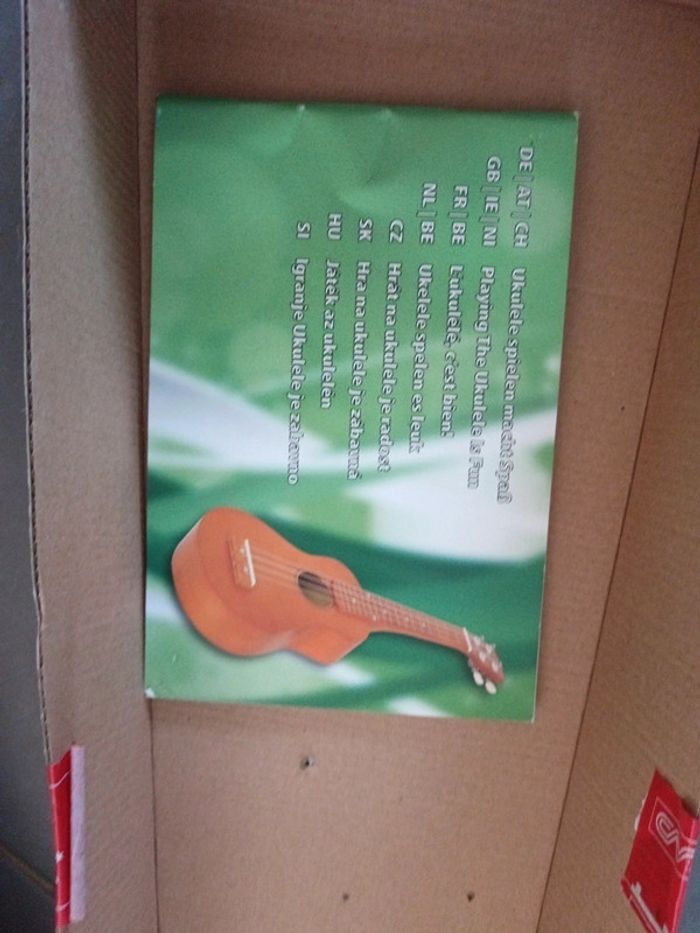 DE | AT | CH Ukulele spielen macht Spaß
GB | IE | NI Playing The Ukulele is Fun
FR | BE L'ukulélé, c'est bien!
NL | BE Ukelele spelen es leuk
CZ Hrát na ukulele je radost
SK Hra na ukulele je zábavná
HU Játék az ukulelén
SI Igranje Ukulele je zabavno